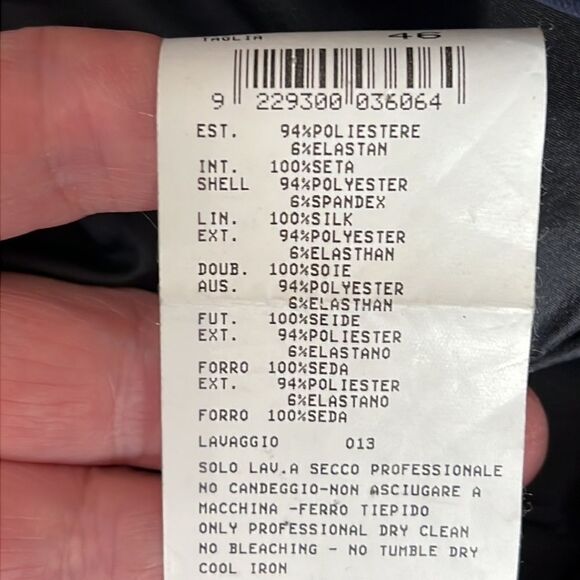 TAGLIA 46
9 229300 036064
EST. 94%POLIESTERE
6%ELASTAN
INT. 100%SETA
SHELL 94%POLYESTER
6%SPANDEX
LIN. 100%SILK
EXT. 94%POLYESTER
6%ELASTHAN
DOUB. 100%SOIE
AUS. 94%POLYESTER
6%ELASTHAN
FUT. 100%SEIDE
EXT. 94%POLIESTER
6%ELASTANO
FORRO 100%SEDA
EXT. 94%POLIESTER
6%ELASTANO
FORRO 100%SEDA
LAVAGGIO 013
SOLO LAV.A SECCO PROFESSIONALE
NO CANDEGGIO-NON ASCIUGARE A
MACCHINA -FERRO TIEPIDO
ONLY PROFESSIONAL DRY CLEAN
NO BLEACHING - NO TUMBLE DRY
COOL IRON